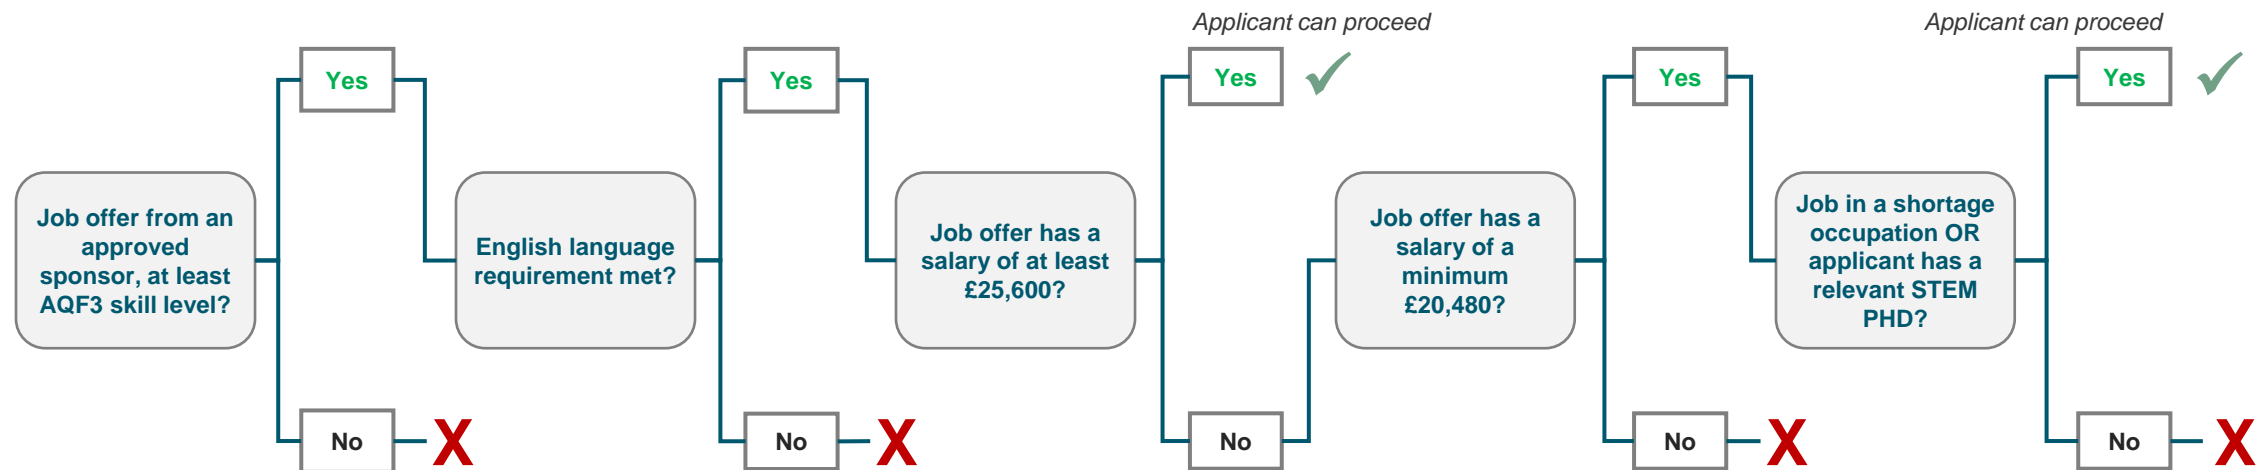 Applicant can proceed
Applicant can proceed
Yes
Yes
Yes
Yes
Yes
Job offer from an
approved
sponsor, at least
AQF3 skill level?
English language
requirement met?
Job offer has a
salary of at least
£25,600?
Job offer has a
salary of a
minimum
£20,480?
Job in a shortage
occupation OR
applicant has a
relevant STEM
PHD?
No
X
No
X
No
No
X
No
X